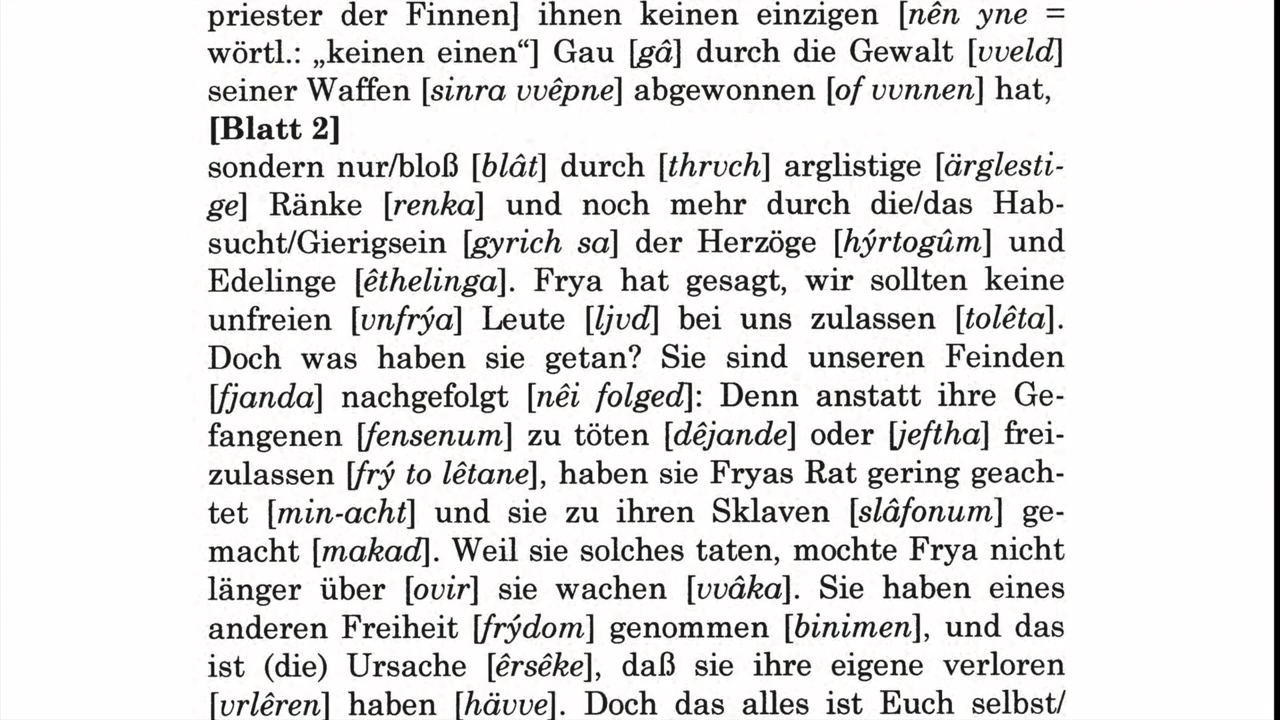 priester der Finnen] ihnen keinen einzigen [nên yne =
wörtl.: „keinen einen“] Gau [gâ] durch die Gewalt [vveld]
seiner Waffen [sinra vvêpne] abgewonnen [of vvnnen] hat,
[Blatt 2]
sondern nur/bloß [blât] durch [thrvch] arglistige [ärglesti-
ge] Ränke [renka] und noch mehr durch die/das Hab-
sucht/Gierigsein [gyrich sa] der Herzöge [hýrtogûm] und
Edelinge [êthelinga]. Frya hat gesagt, wir sollten keine
unfreien [vnfrýa] Leute [ljvd] bei uns zulassen [tolêta].
Doch was haben sie getan? Sie sind unseren Feinden
[fjanda] nachgefolgt [nêi folged]: Denn anstatt ihre Ge-
fangenen [fensenum] zu töten [dêjande] oder [jeftha] frei-
zulassen [frý to lêtane], haben sie Fryas Rat gering geach-
tet [min-acht] und sie zu ihren Sklaven [slâfonum] ge-
macht [makad]. Weil sie solches taten, mochte Frya nicht
länger über [ovir] sie wachen [vvâka]. Sie haben eines
anderen Freiheit [frýdom] genommen [binimen], und das
ist (die) Ursache [êrsêke], daß sie ihre eigene verloren
[vrlêren] haben [hävve]. Doch das alles ist Euch selbst/